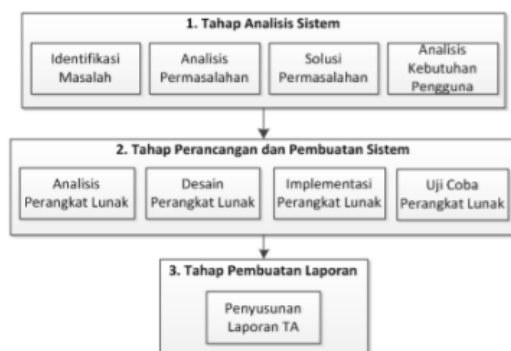 1. Tahap Analisis Sistem
Identifikasi
Masalah
Analisis
Permasalahan
Solusi
Permasalahan
Analisis
Kebutuhan
Pengguna
2. Tahap Perancangan dan Pembuatan Sistem
Analisis
Perangkat Lunak
Desain
Perangkat Lunak
Implementasi
Perangkat Lunak
Uji Coba
Perangkat Lunak
3. Tahap Pembuatan Laporan
Penyusunan
Laporan TA